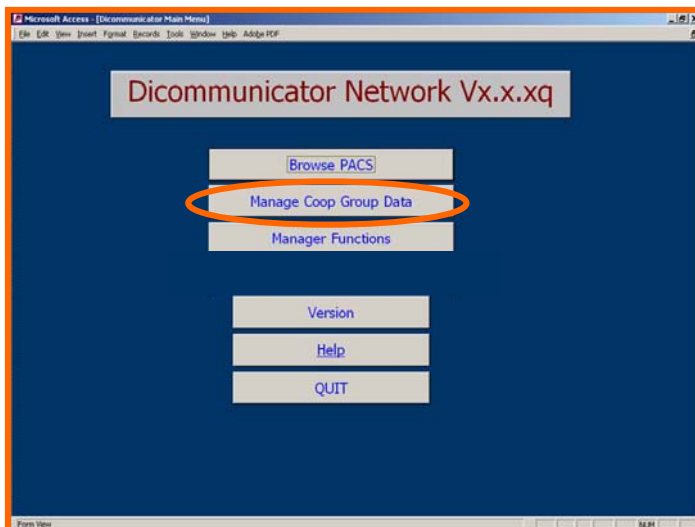 Microsoft Access - [Dicommunicator Main Menu]
File Edit View Insert Format Records Tools Window Help Adobe PDF
Dicommunicator Network Vx.x.xq
Browse PACS
Manage Coop Group Data
Manager Functions
Version
Help
QUIT
Form View NUM